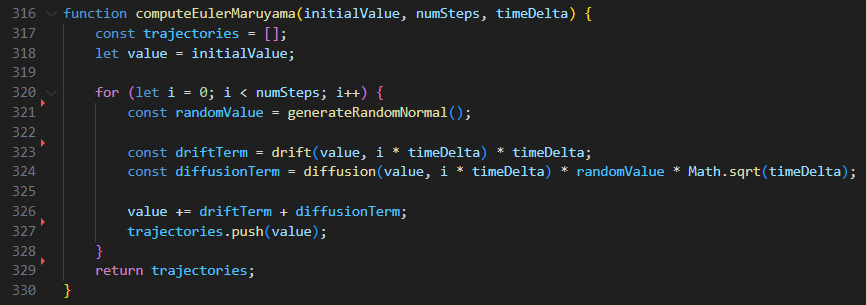 316 function computeEulerMaruyama(initialValue, numSteps, timeDelta) {
317     const trajectories = [];
318     let value = initialValue;
319
320     for (let i = 0; i < numSteps; i++) {
321         const randomValue = generateRandomNormal();
322
323         const driftTerm = drift(value, i * timeDelta) * timeDelta;
324         const diffusionTerm = diffusion(value, i * timeDelta) * randomValue * Math.sqrt(timeDelta);
325
326         value += driftTerm + diffusionTerm;
327         trajectories.push(value);
328     }
329     return trajectories;
330 }